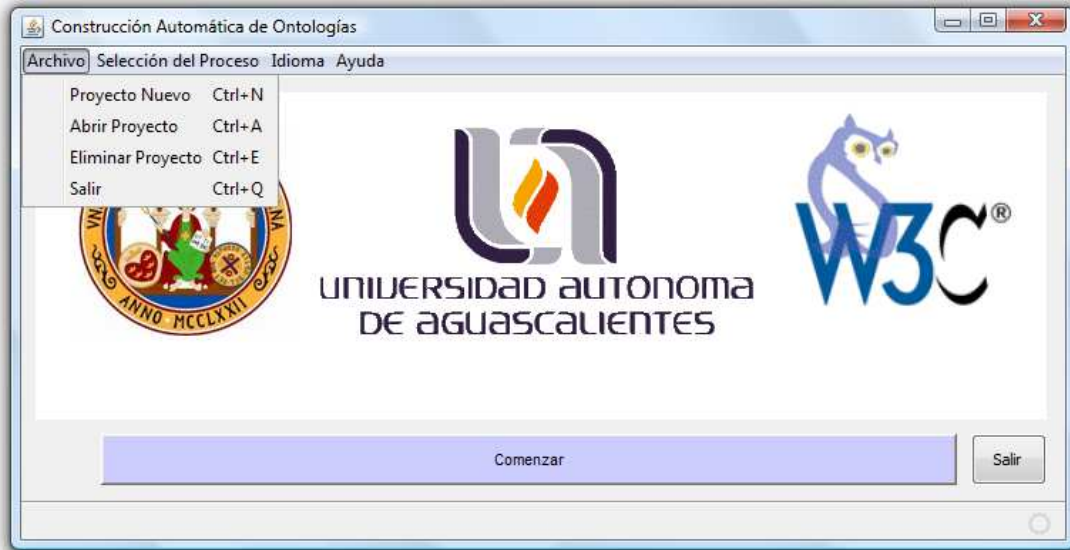 Construcción Automática de Ontologías
Archivo Selección del Proceso Idioma Ayuda
Proyecto Nuevo Ctrl+N
Abrir Proyecto Ctrl+A
Eliminar Proyecto Ctrl+E
Salir Ctrl+Q
ANNO MCCLXXII
UNIVERSIDAD AUTONOMA
DE AGUASCALIENTES
W3C®
Comenzar
Salir